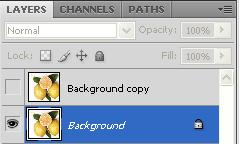 LAYERS CHANNELS PATHS
Normal Opacity: 100%
Lock: Fill: 100%
Background copy
Background